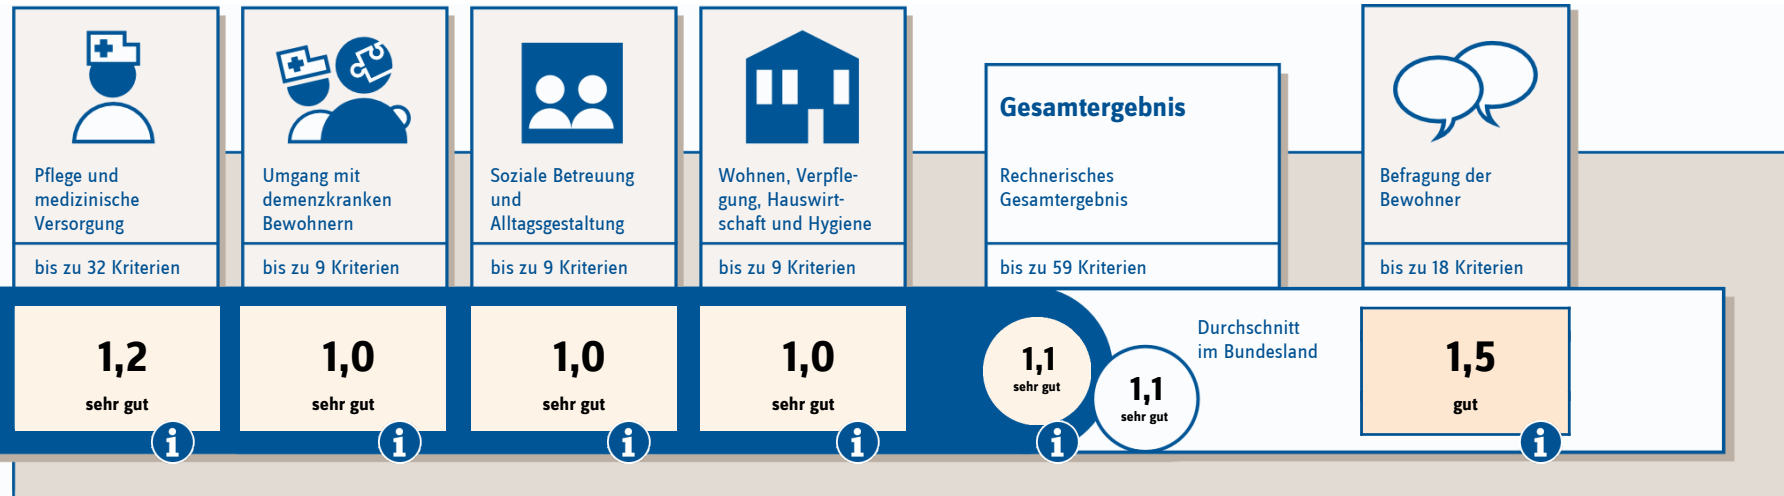 Pflege und
medizinische
Versorgung
bis zu 32 Kriterien
1,2
sehr gut
i
Umgang mit
demenzkranken
Bewohnern
bis zu 9 Kriterien
1,0
sehr gut
i
Soziale Betreuung
und
Alltagsgestaltung
bis zu 9 Kriterien
1,0
sehr gut
i
Wohnen, Verpfle-
gung, Hauswirt-
schaft und Hygiene
bis zu 9 Kriterien
1,0
sehr gut
i
Gesamtergebnis
Rechnerisches
Gesamtergebnis
bis zu 59 Kriterien
1,1
sehr gut
i
Durchschnitt
im Bundesland
1,1
sehr gut
Befragung der
Bewohner
bis zu 18 Kriterien
1,5
gut
i